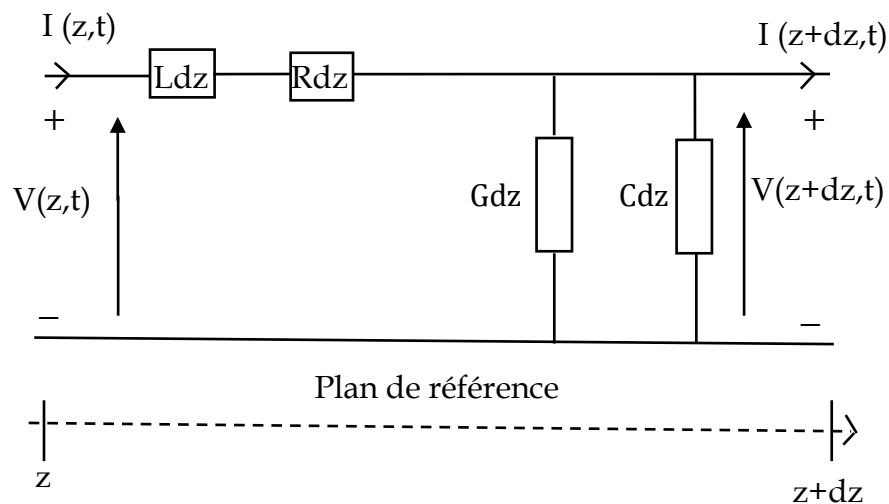 I (z,t)
I (z+dz,t)
Ldz
Rdz
+
+
V(z,t)
Gdz
Cdz
V(z+dz,t)
−
−
Plan de référence
z
z+dz